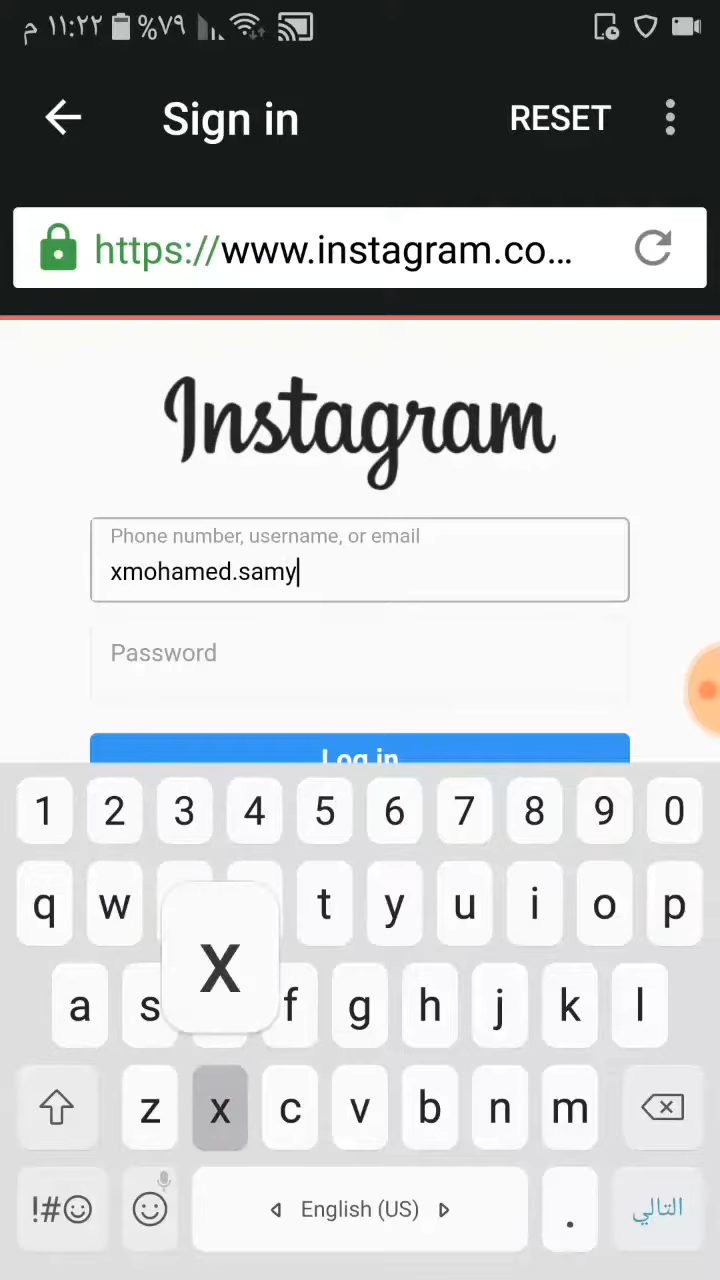 م ١١:٢٢ %٧٩
Sign in RESET
https://www.instagram.co...
Instagram
Phone number, username, or email
xmohamed.samy
Password
Log in
1 2 3 4 5 6 7 8 9 0
q w t y u i o p
X
a s f g h j k l
z x c v b n m
!#☺ English (US) . التالي